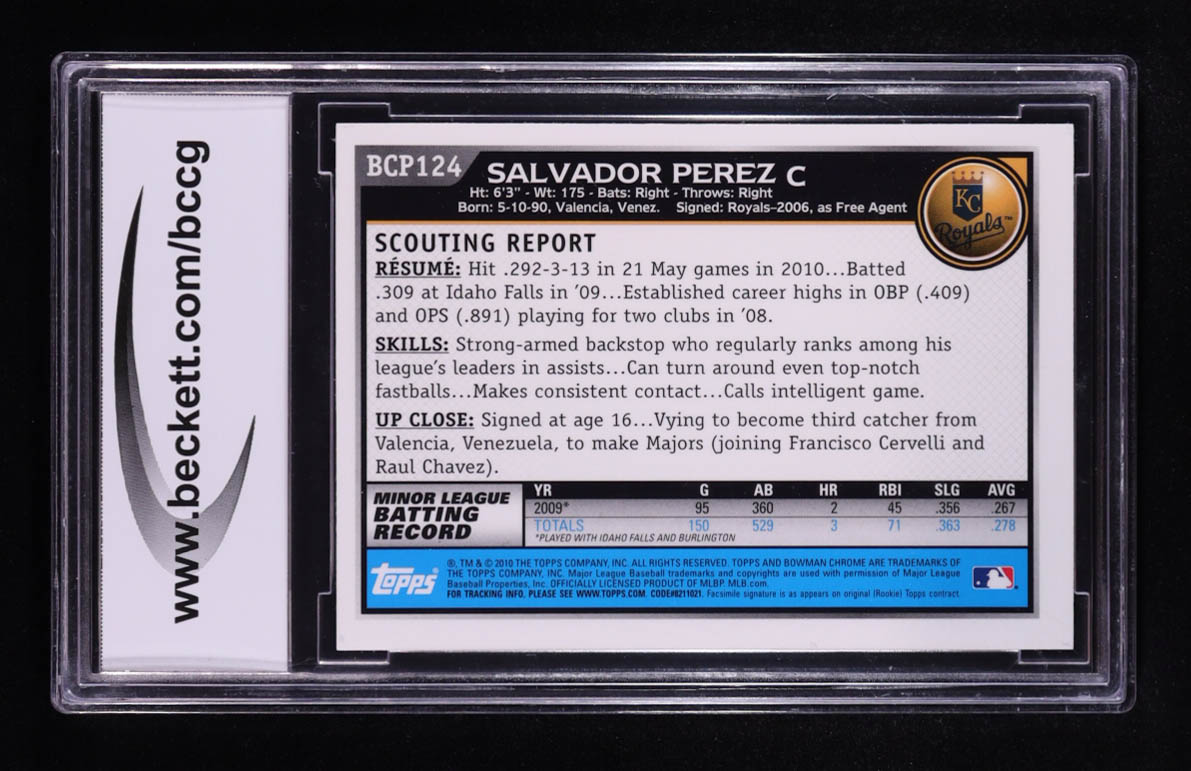 www.beckett.com/bccg
BCP124
SALVADOR PEREZ C
Ht: 6'3" - Wt: 175 - Bats: Right - Throws: Right
Born: 5-10-90, Valencia, Venez. Signed: Royals–2006, as Free Agent
KC
Royals™
SCOUTING REPORT
RÉSUMÉ: Hit .292-3-13 in 21 May games in 2010...Batted
.309 at Idaho Falls in '09...Established career highs in OBP (.409)
and OPS (.891) playing for two clubs in '08.
SKILLS: Strong-armed backstop who regularly ranks among his
league's leaders in assists...Can turn around even top-notch
fastballs...Makes consistent contact...Calls intelligent game.
UP CLOSE: Signed at age 16...Vying to become third catcher from
Valencia, Venezuela, to make Majors (joining Francisco Cervelli and
Raul Chavez).
MINOR LEAGUE
BATTING
RECORD
YR G AB HR RBI SLG AVG
2009* 95 360 2 45 .356 .267
TOTALS 150 529 3 71 .363 .278
*PLAYED WITH IDAHO FALLS AND BURLINGTON
Topps®
®, TM & © 2010 THE TOPPS COMPANY, INC. ALL RIGHTS RESERVED. TOPPS AND BOWMAN CHROME ARE TRADEMARKS OF
THE TOPPS COMPANY, INC. Major League Baseball trademarks and copyrights are used with permission of Major League
Baseball Properties, Inc. OFFICIALLY LICENSED PRODUCT OF MLBP. MLB.com.
FOR TRACKING INFO. PLEASE SEE WWW.TOPPS.COM. CODE#8211021. Facsimile signature is as appears on original (Rookie) Topps contract.